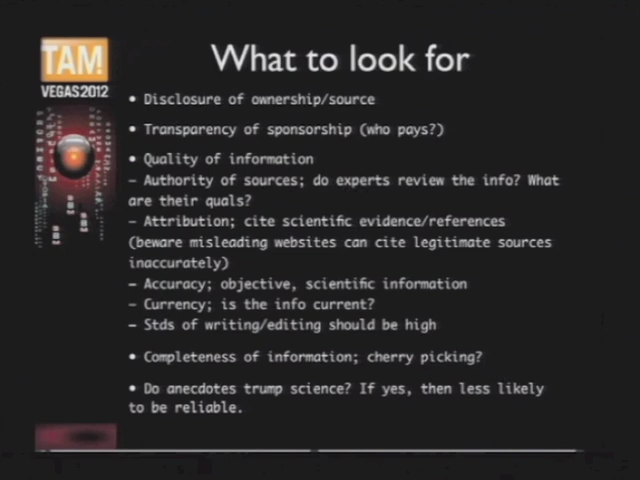 TAM!
VEGAS2012
What to look for
• Disclosure of ownership/source
• Transparency of sponsorship (who pays?)
• Quality of information
– Authority of sources; do experts review the info? What
are their quals?
– Attribution; cite scientific evidence/references
(beware misleading websites can cite legitimate sources
inaccurately)
– Accuracy; objective, scientific information
– Currency; is the info current?
– Stds of writing/editing should be high
• Completeness of information; cherry picking?
• Do anecdotes trump science? If yes, then less likely
to be reliable.